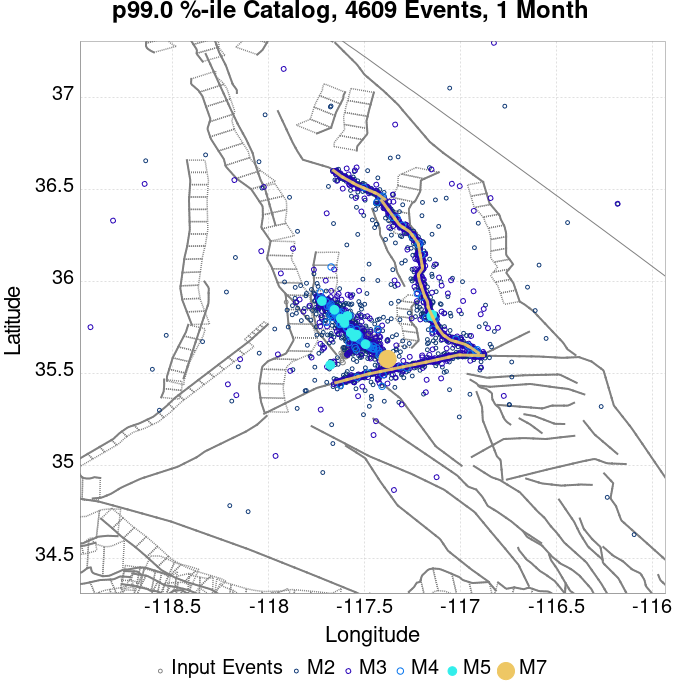 p99.0 %-ile Catalog, 4609 Events, 1 Month
37
36.5
36
35.5
35
34.5
Latitude
-118.5 -118 -117.5 -117 -116.5 -116
Longitude
Input Events M2 M3 M4 M5 M7